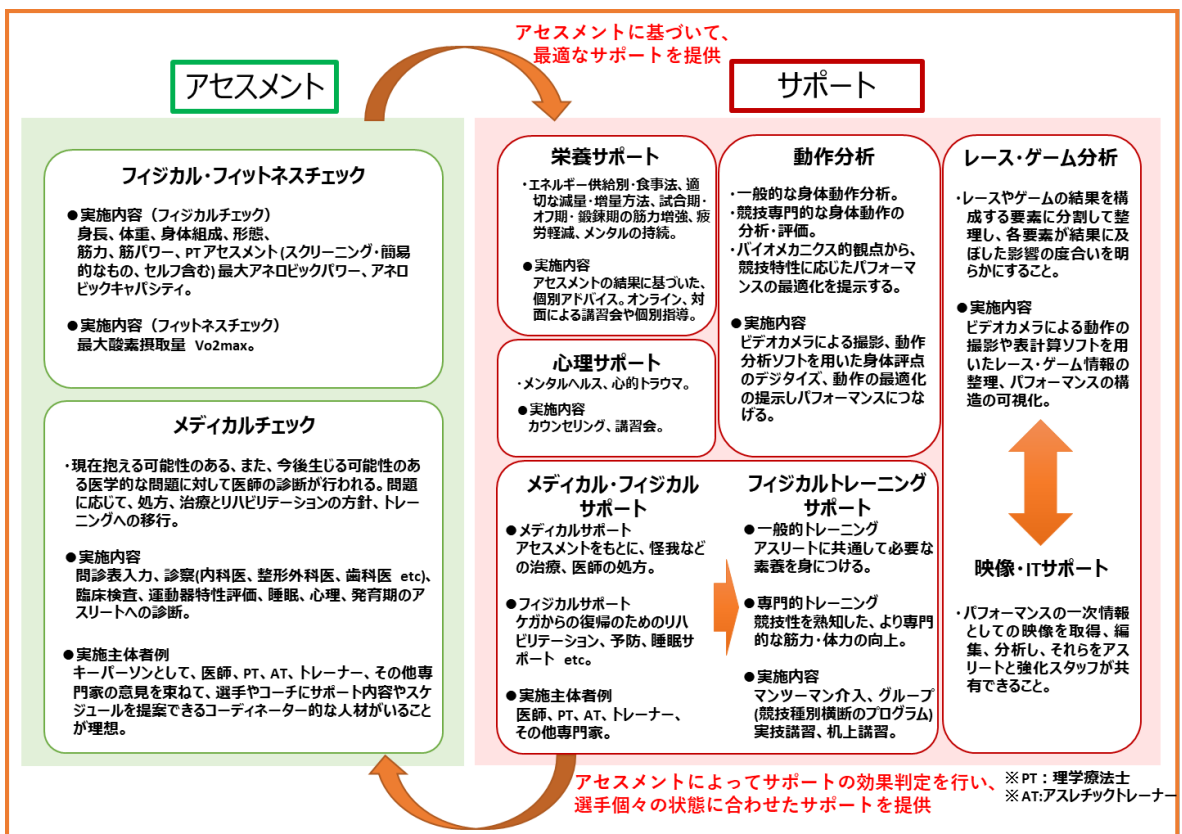 アセスメントに基づいて、
最適なサポートを提供
アセスメント
サポート
フィジカル・フィットネスチェック
●実施内容（フィジカルチェック）
身長、体重、身体組成、形態、
筋力、筋パワー、PTアセスメント(スクリーニング・簡易
的なもの、セルフ含む)最大アネロビックパワー、アネロ
ビックキャパシティ。
●実施内容（フィットネスチェック）
最大酸素摂取量 Vo2max。
メディカルチェック
・現在抱える可能性のある、また、今後生じる可能性のあ
る医学的な問題に対して医師の診断が行われる。問題
に応じて、処方、治療とリハビリテーションの方針、トレー
ニングへの移行。
●実施内容
問診表入力、診察(内科医、整形外科医、歯科医 etc)、
臨床検査、運動器特性評価、睡眠、心理、発育期のア
スリートへの診断。
●実施主体者例
キーパーソンとして、医師、PT、AT、トレーナー、その他専
門家の意見を束ねて、選手やコーチにサポート内容やスケ
ジュールを提案できるコーディネーター的な人材がいること
が理想。
栄養サポート
・エネルギー供給別・食事法、適
切な減量・増量方法、試合期・
オフ期・鍛錬期の筋力増強、疲
労軽減、メンタルの持続。
●実施内容
アセスメントの結果に基づいた、
個別アドバイス。オンライン、対
面による講習会や個別指導。
心理サポート
・メンタルヘルス、心的トラウマ。
●実施内容
カウンセリング、講習会。
動作分析
・一般的な身体動作分析。
・競技専門的な身体動作の
分析・評価。
・バイオメカニクス的観点から、
競技特性に応じたパフォーマ
ンスの最適化を提示する。
●実施内容
ビデオカメラによる撮影、動作
分析ソフトを用いた身体評点
のデジタイズ、動作の最適化
の提示しパフォーマンスにつな
げる。
メディカル・フィジカル
サポート
●メディカルサポート
アセスメントをもとに、怪我など
の治療、医師の処方。
●フィジカルサポート
ケガからの復帰のためのリハ
ビリテーション、予防、睡眠サ
ポート etc。
●実施主体者例
医師、PT、AT、トレーナー、
その他専門家。
フィジカルトレーニング
サポート
●一般的トレーニング
アスリートに共通して必要な
素養を身につける。
●専門的トレーニング
競技性を熟知した、より専門
的な筋力・体力の向上。
●実施内容
マンツーマン介入、グループ
(競技種別横断のプログラム)
実技講習、机上講習。
レース・ゲーム分析
・レースやゲームの結果を構
成する要素に分割して整
理し、各要素が結果に及
ぼした影響の度合いを明
らかにすること。
●実施内容
ビデオカメラによる動作の
撮影や表計算ソフトを用
いたレース・ゲーム情報の
整理、パフォーマンスの構
造の可視化。
映像・ITサポート
・パフォーマンスの一次情報
としての映像を取得、編
集、分析し、それらをアス
リートと強化スタッフが共
有できること。
アセスメントによってサポートの効果判定を行い、
選手個々の状態に合わせたサポートを提供
※PT：理学療法士
※AT:アスレチックトレーナー